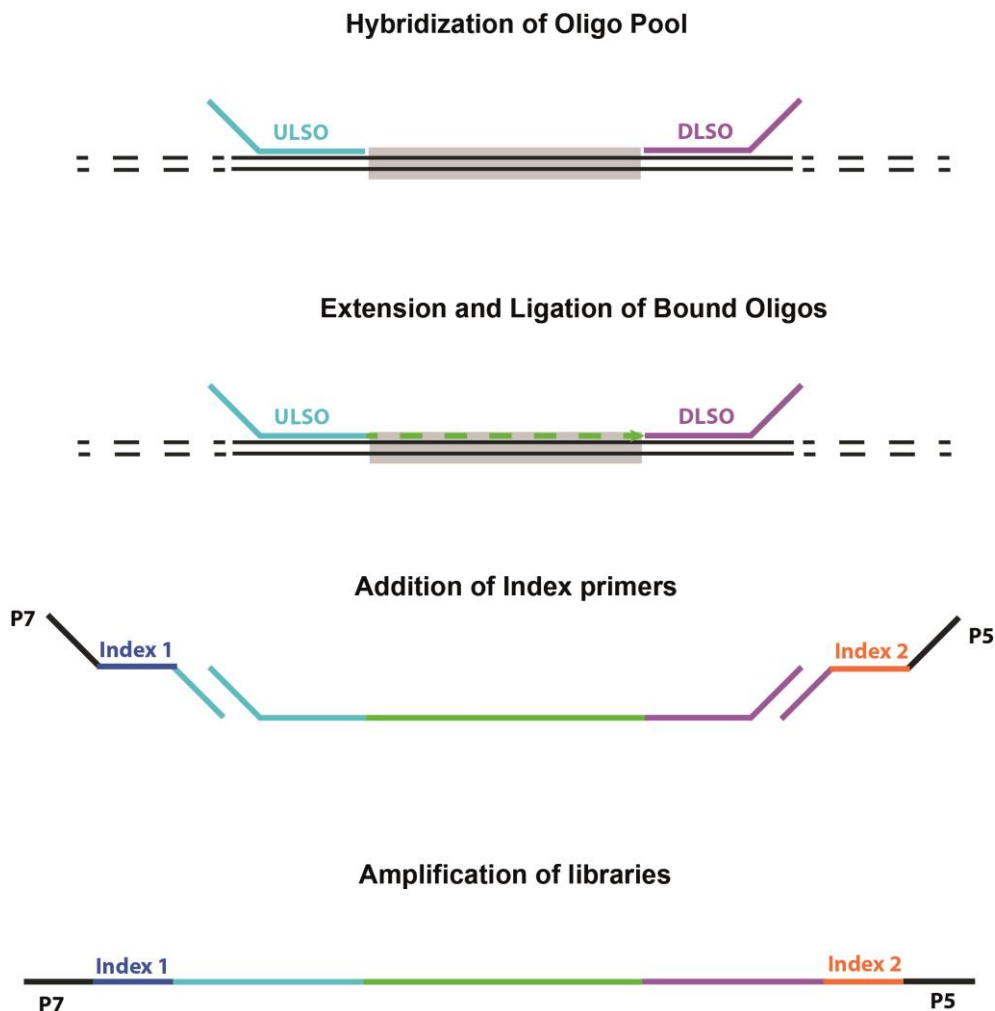 Hybridization of Oligo Pool
ULSO
DLSO
Extension and Ligation of Bound Oligos
ULSO
DLSO
Addition of Index primers
P7
Index 1
Index 2
P5
Amplification of libraries
Index 1
Index 2
P7
P5